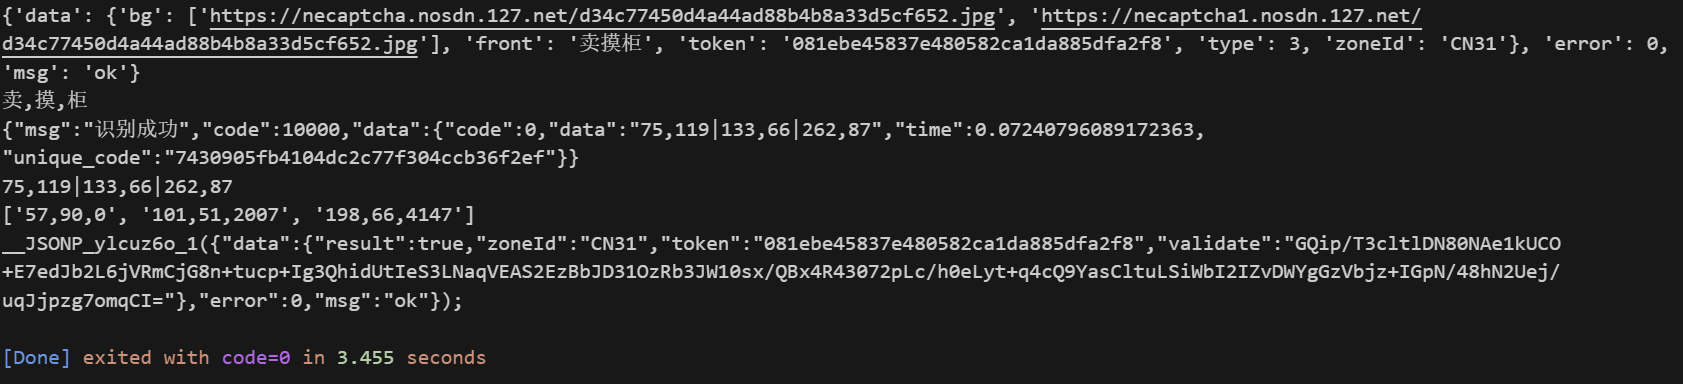 {'data': {'bg': ['https://necaptcha.nosdn.127.net/d34c77450d4a44ad88b4b8a33d5cf652.jpg', 'https://necaptcha1.nosdn.127.net/
d34c77450d4a44ad88b4b8a33d5cf652.jpg'], 'front': '卖摸柜', 'token': '081ebe45837e480582ca1da885dfa2f8', 'type': 3, 'zoneId': 'CN31'}, 'error': 0,
'msg': 'ok'}
卖,摸,柜
{"msg":"识别成功","code":10000,"data":{"code":0,"data":"75,119|133,66|262,87","time":0.07240796089172363,
"unique_code":"7430905fb4104dc2c77f304ccb36f2ef"}}
75,119|133,66|262,87
['57,90,0', '101,51,2007', '198,66,4147']
__JSONP_ylcuz6o_1({"data":{"result":true,"zoneId":"CN31","token":"081ebe45837e480582ca1da885dfa2f8","validate":"GQip/T3cltlDN80NAe1kUCO
+E7edJb2L6jVRmCjG8n+tucp+Ig3QhidUtIeS3LNaqVEAS2EzBbJD31OzRb3JW10sx/QBx4R43072pLc/h0eLyt+q4cQ9YasCltuLSiWbI2IZvDWYgGzVbjz+IGpN/48hN2Uej/
uqJjpzg7omqCI="},"error":0,"msg":"ok"});
[Done] exited with code=0 in 3.455 seconds